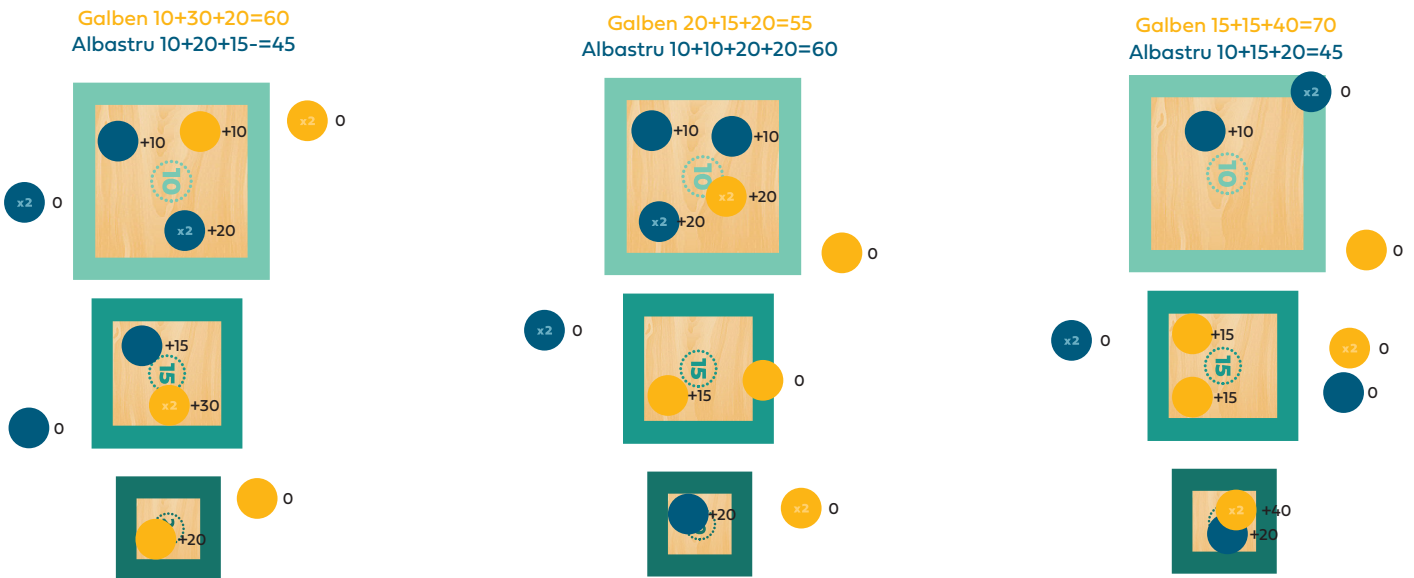 Galben 10+30+20=60
Albastru 10+20+15-=45
x2 0
+10
+10
10
x2 0
x2 +20
+15
15
x2 +30
0
0
+20
Galben 20+15+20=55
Albastru 10+10+20+20=60
+10
+10
10
x2 +20
x2 +20
0
x2 0
15
0
+15
x2 0
+20
Galben 15+15+40=70
Albastru 10+15+20=45
x2 0
+10
10
0
x2 0
+15
x2 0
15
+15
0
x2 +40
+20